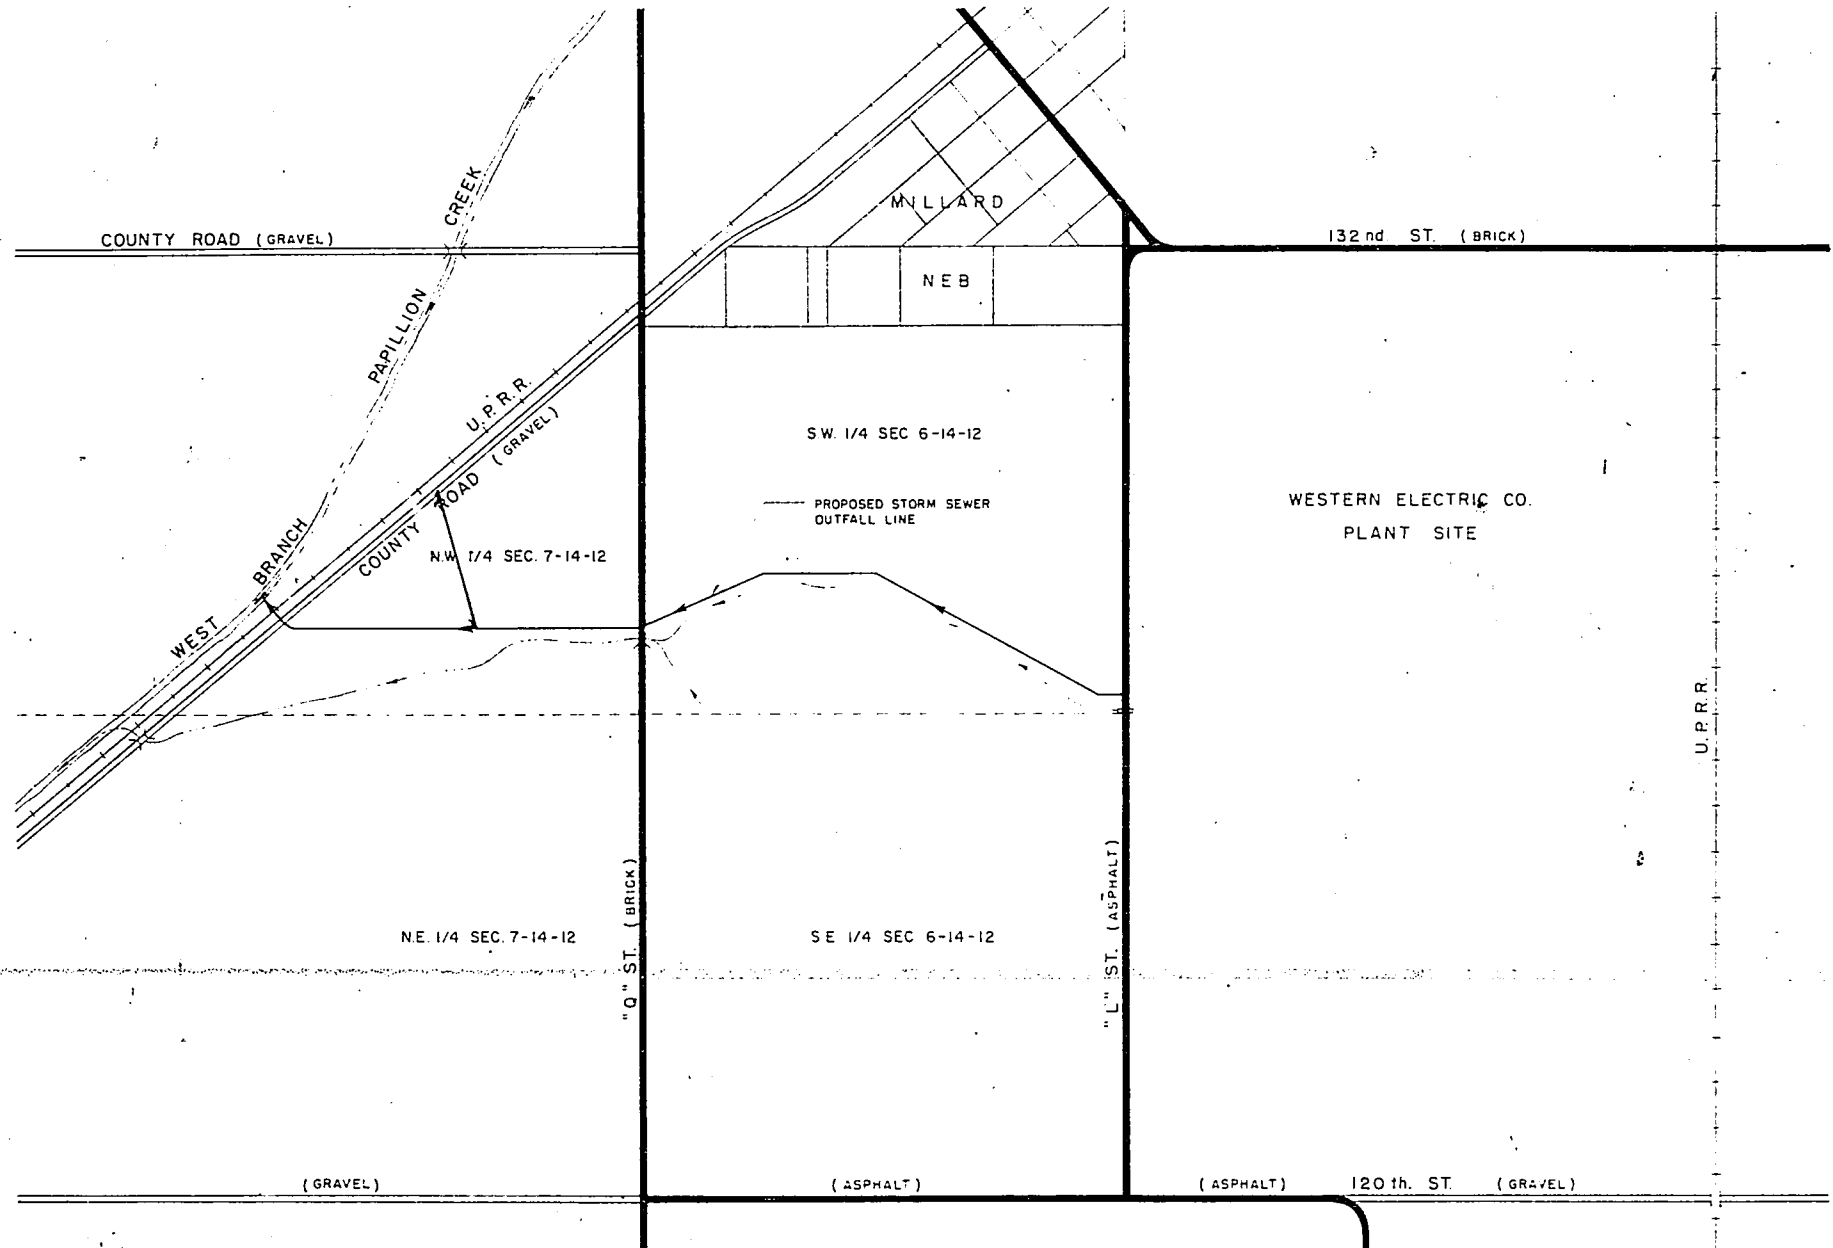 MILLARD
NEB
CREEK
PAPILLION
BRANCH
WEST
COUNTY ROAD (GRAVEL)
132nd ST. (BRICK)
U.P.R.R.
COUNTY ROAD (GRAVEL)
S.W. 1/4 SEC 6-14-12
PROPOSED STORM SEWER
OUTFALL LINE
WESTERN ELECTRIC CO.
PLANT SITE
N.W. 1/4 SEC. 7-14-12
U.P.R.R.
"Q" ST. (BRICK)
"L" ST. (ASPHALT)
N.E. 1/4 SEC. 7-14-12
S E 1/4 SEC 6-14-12
(GRAVEL)
(ASPHALT)
(ASPHALT) 120 th. ST. (GRAVEL)